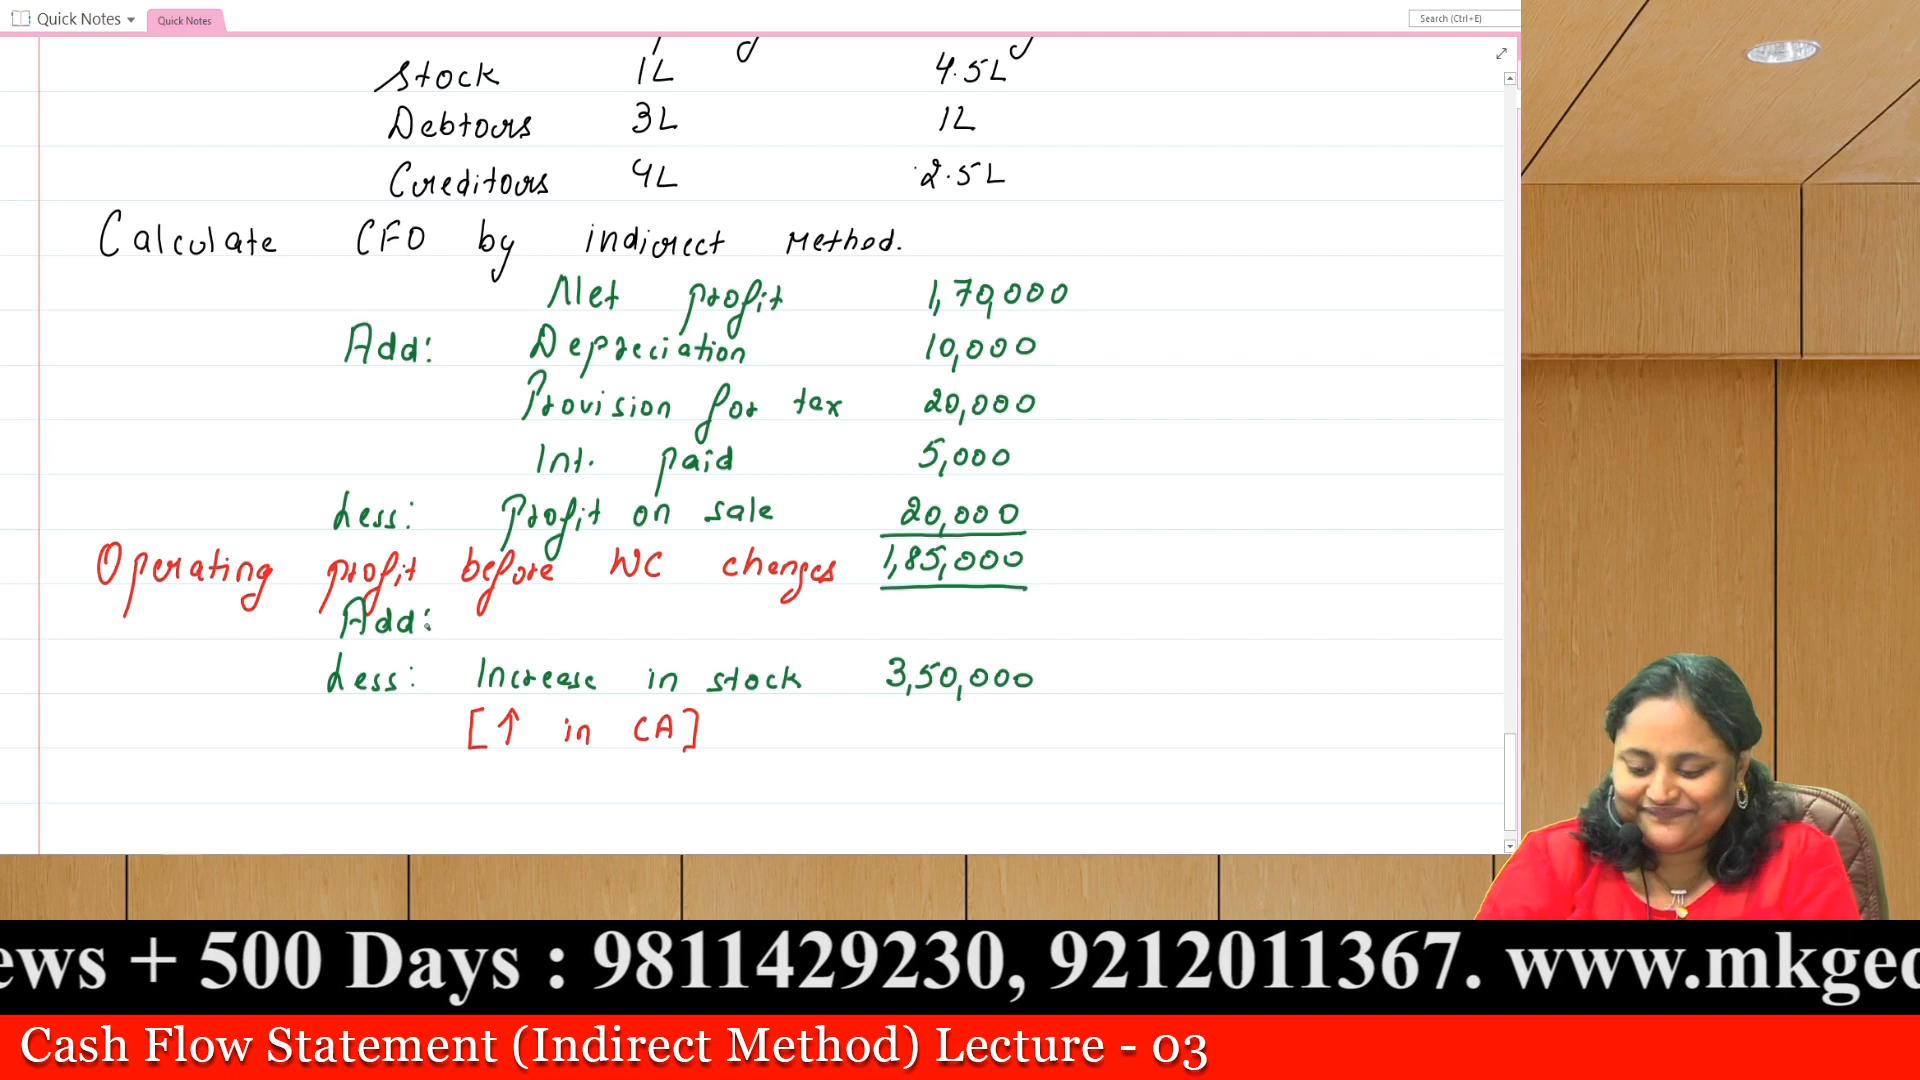 Quick Notes
Quick Notes
Search (Ctrl+E)
Stock 1L 4.5L
Debtors 3L 1L
Creditors 4L 2.5L
Calculate CFO by indirect Method.
Net profit 1,70,000
Add: Depreciation 10,000
Provision for tax 20,000
Int. paid 5,000
Less: Profit on sale 20,000
Operating profit before WC changes 1,85,000
Add:
Less: Increase in stock 3,50,000
[↑ in CA]
ews + 500 Days : 9811429230, 9212011367. www.mkged
Cash Flow Statement (Indirect Method) Lecture - 03